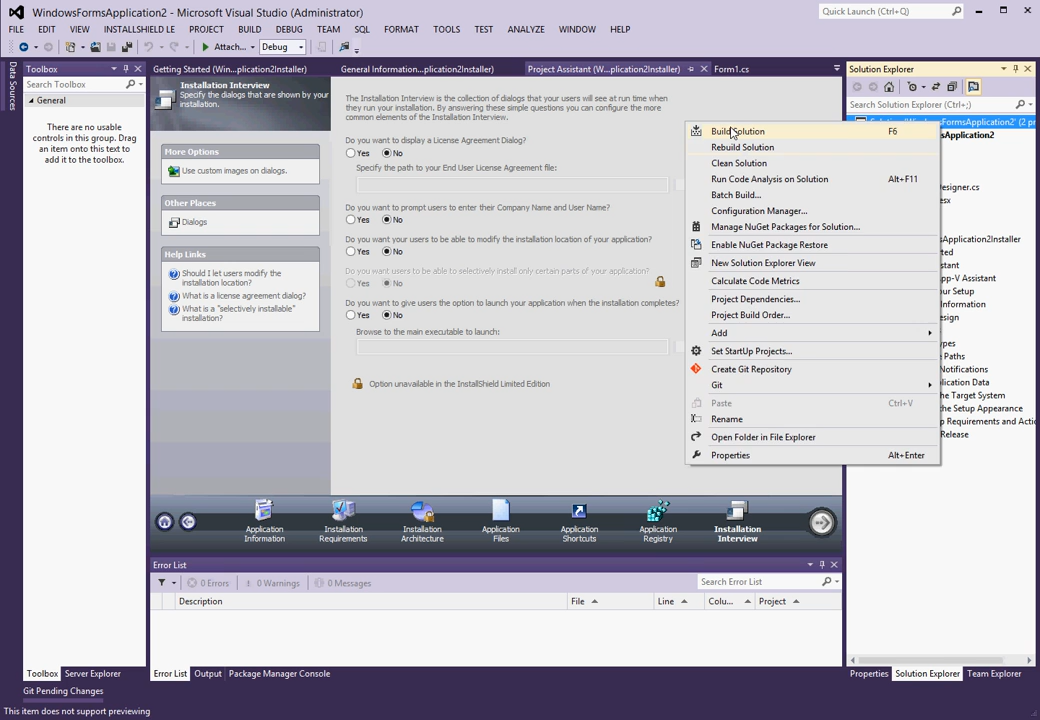 WindowsFormsApplication2 - Microsoft Visual Studio (Administrator)
Quick Launch (Ctrl+Q)
FILE EDIT VIEW INSTALLSHIELD LE PROJECT BUILD DEBUG TEAM SQL FORMAT TOOLS TEST ANALYZE WINDOW HELP
Attach... Debug
Data Sources
Toolbox
Search Toolbox
General
There are no usable
controls in this group. Drag
an item onto this text to
add it to the toolbox.
Getting Started (Win...plication2Installer) General Information...plication2Installer) Project Assistant (W...plication2Installer) Form1.cs
Installation Interview
Specify the dialogs that are shown by your
installation.
More Options
Use custom images on dialogs.
Other Places
Dialogs
Help Links
Should I let users modify the
installation location?
What is a license agreement dialog?
What is a "selectively installable"
installation?
The Installation Interview is the collection of dialogs that your users will see at run time when
they run your installation. By answering these simple questions you can configure the more
common elements of the Installation Interview.
Do you want to display a License Agreement Dialog?
Yes No
Specify the path to your End User License Agreement file:
Do you want to prompt users to enter their Company Name and User Name?
Yes No
Do you want your users to be able to modify the installation location of your application?
Yes No
Do you want users to be able to selectively install only certain parts of your application?
Yes No
Do you want to give users the option to launch your application when the installation completes?
Yes No
Browse to the main executable to launch:
Option unavailable in the InstallShield Limited Edition
Build Solution F6
Rebuild Solution
Clean Solution
Run Code Analysis on Solution Alt+F11
Batch Build...
Configuration Manager...
Manage NuGet Packages for Solution...
Enable NuGet Package Restore
New Solution Explorer View
Calculate Code Metrics
Project Dependencies...
Project Build Order...
Add
Set StartUp Projects...
Create Git Repository
Git
Paste Ctrl+V
Rename
Open Folder in File Explorer
Properties Alt+Enter
Solution Explorer
Search Solution Explorer (Ctrl+;)
Solution 'WindowsFormsApplication2' (2 pr
Application2
Designer.cs
esx
sApplication2Installer
ted
stant
pp-V Assistant
our Setup
Information
sign
ypes
Paths
Notifications
lication Data
the Target System
the Setup Appearance
p Requirements and Actio
Release
Application
Information
Installation
Requirements
Installation
Architecture
Application
Files
Application
Shortcuts
Application
Registry
Installation
Interview
Error List
0 Errors 0 Warnings 0 Messages
Search Error List
Description File Line Colu... Project
Toolbox Server Explorer
Error List Output Package Manager Console
Properties Solution Explorer Team Explorer
Git Pending Changes
This item does not support previewing